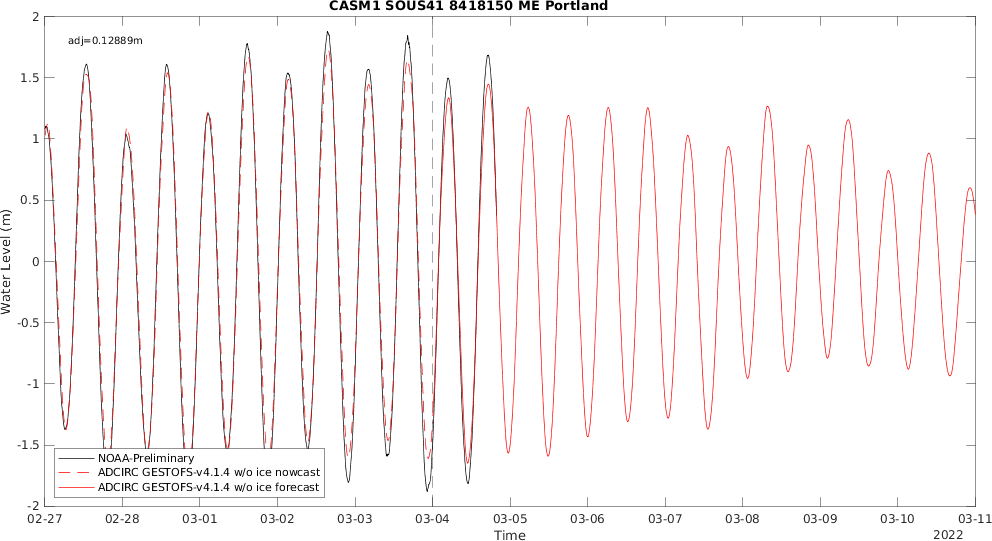 CASM1 SOUS41 8418150 ME Portland
adj=0.12889m
2
1.5
1
0.5
0
-0.5
-1
-1.5
-2
Water Level (m)
NOAA-Preliminary
ADCIRC GESTOFS-v4.1.4 w/o ice nowcast
ADCIRC GESTOFS-v4.1.4 w/o ice forecast
02-27 02-28 03-01 03-02 03-03 03-04 03-05 03-06 03-07 03-08 03-09 03-10 03-11
Time
2022